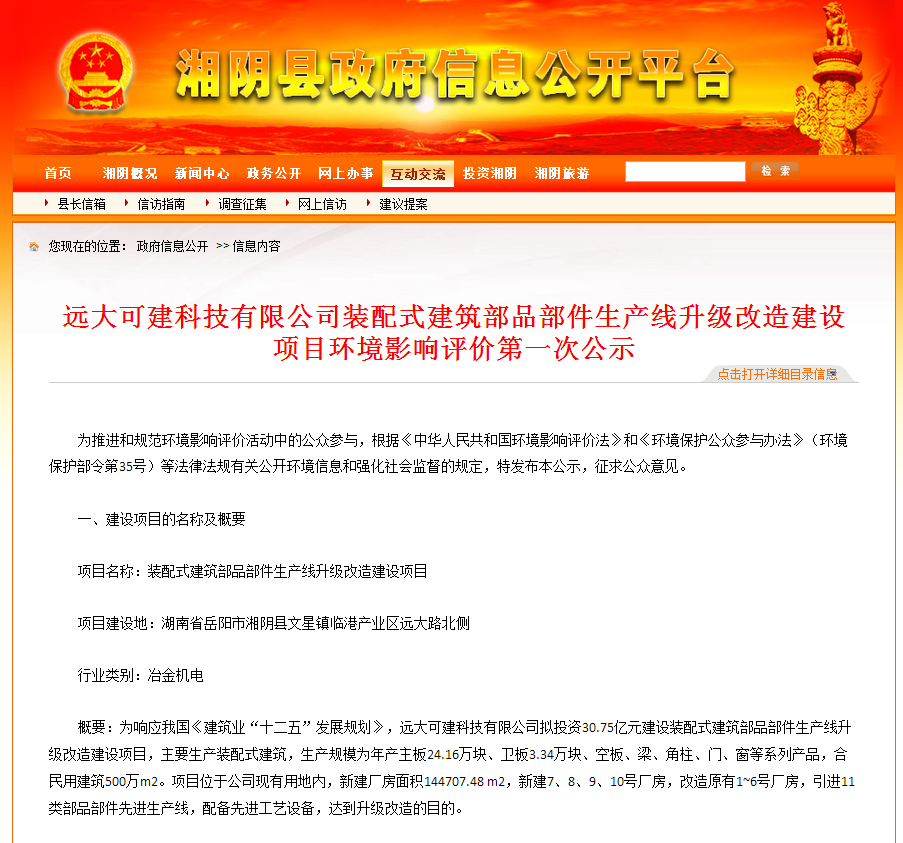 湘阴县政府信息公开平台
首页 湘阴概况 新闻中心 政务公开 网上办事 互动交流 投资湘阴 湘阴旅游 检 索
县长信箱 信访指南 调查征集 网上信访 建议提案
您现在的位置： 政府信息公开 >> 信息内容
远大可建科技有限公司装配式建筑部品部件生产线升级改造建设
项目环境影响评价第一次公示
点击打开详细目录信息
为推进和规范环境影响评价活动中的公众参与，根据《中华人民共和国环境影响评价法》和《环境保护公众参与办法》（环境
保护部令第35号）等法律法规有关公开环境信息和强化社会监督的规定，特发布本公示，征求公众意见。
一、建设项目的名称及概要
项目名称：装配式建筑部品部件生产线升级改造建设项目
项目建设地：湖南省岳阳市湘阴县文星镇临港产业区远大路北侧
行业类别：冶金机电
概要：为响应我国《建筑业“十二五”发展规划》，远大可建科技有限公司拟投资30.75亿元建设装配式建筑部品部件生产线升
级改造建设项目，主要生产装配式建筑，生产规模为年产主板24.16万块、卫板3.34万块、空板、梁、角柱、门、窗等系列产品，合
民用建筑500万m2。项目位于公司现有用地内，新建厂房面积144707.48 m2，新建7、8、9、10号厂房，改造原有1~6号厂房，引进11
类部品部件先进生产线，配备先进工艺设备，达到升级改造的目的。